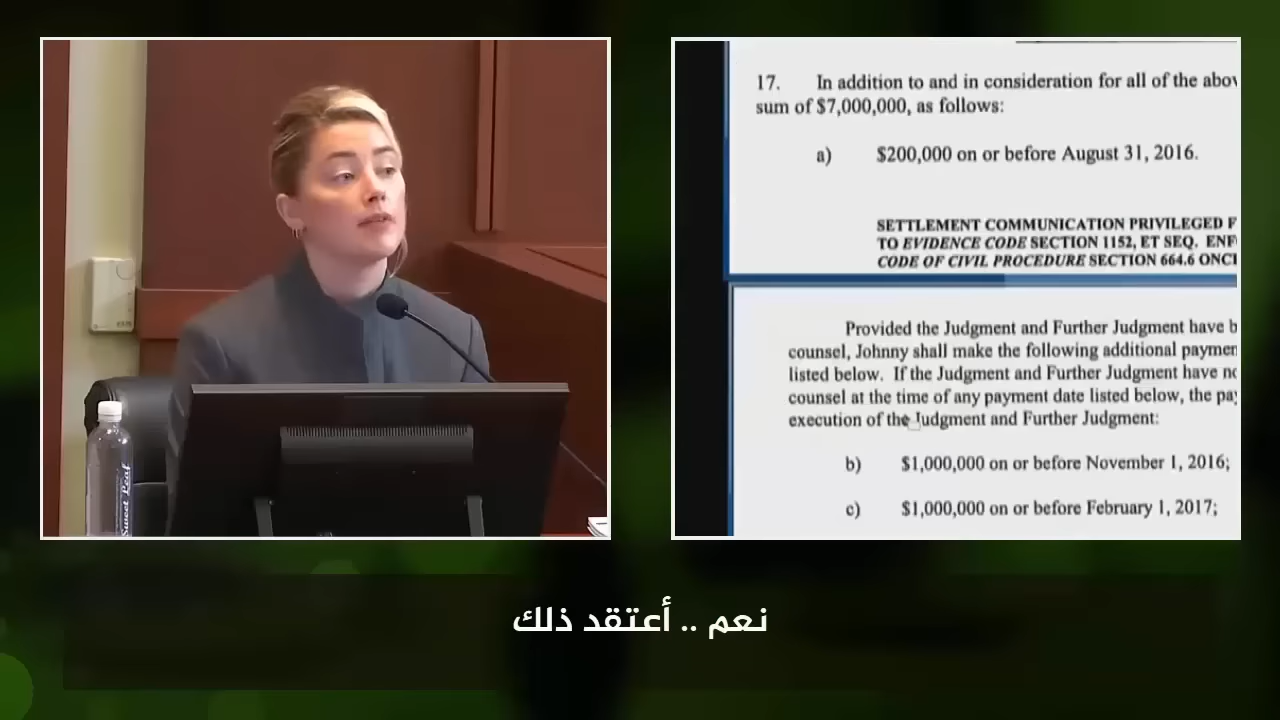 17. In addition to and in consideration for all of the abov
sum of $7,000,000, as follows:
a) $200,000 on or before August 31, 2016.
SETTLEMENT COMMUNICATION PRIVILEGED
TO EVIDENCE CODE SECTION 1152, ET SEQ. ENF
CODE OF CIVIL PROCEDURE SECTION 664.6 ONCE
Provided the Judgment and Further Judgment have b
counsel, Johnny shall make the following additional paymen
listed below. If the Judgment and Further Judgment have no
counsel at the time of any payment date listed below, the pay
execution of the Judgment and Further Judgment:
b) $1,000,000 on or before November 1, 2016;
c) $1,000,000 on or before February 1, 2017;
Sweet Leaf
نعم .. أعتقد ذلك